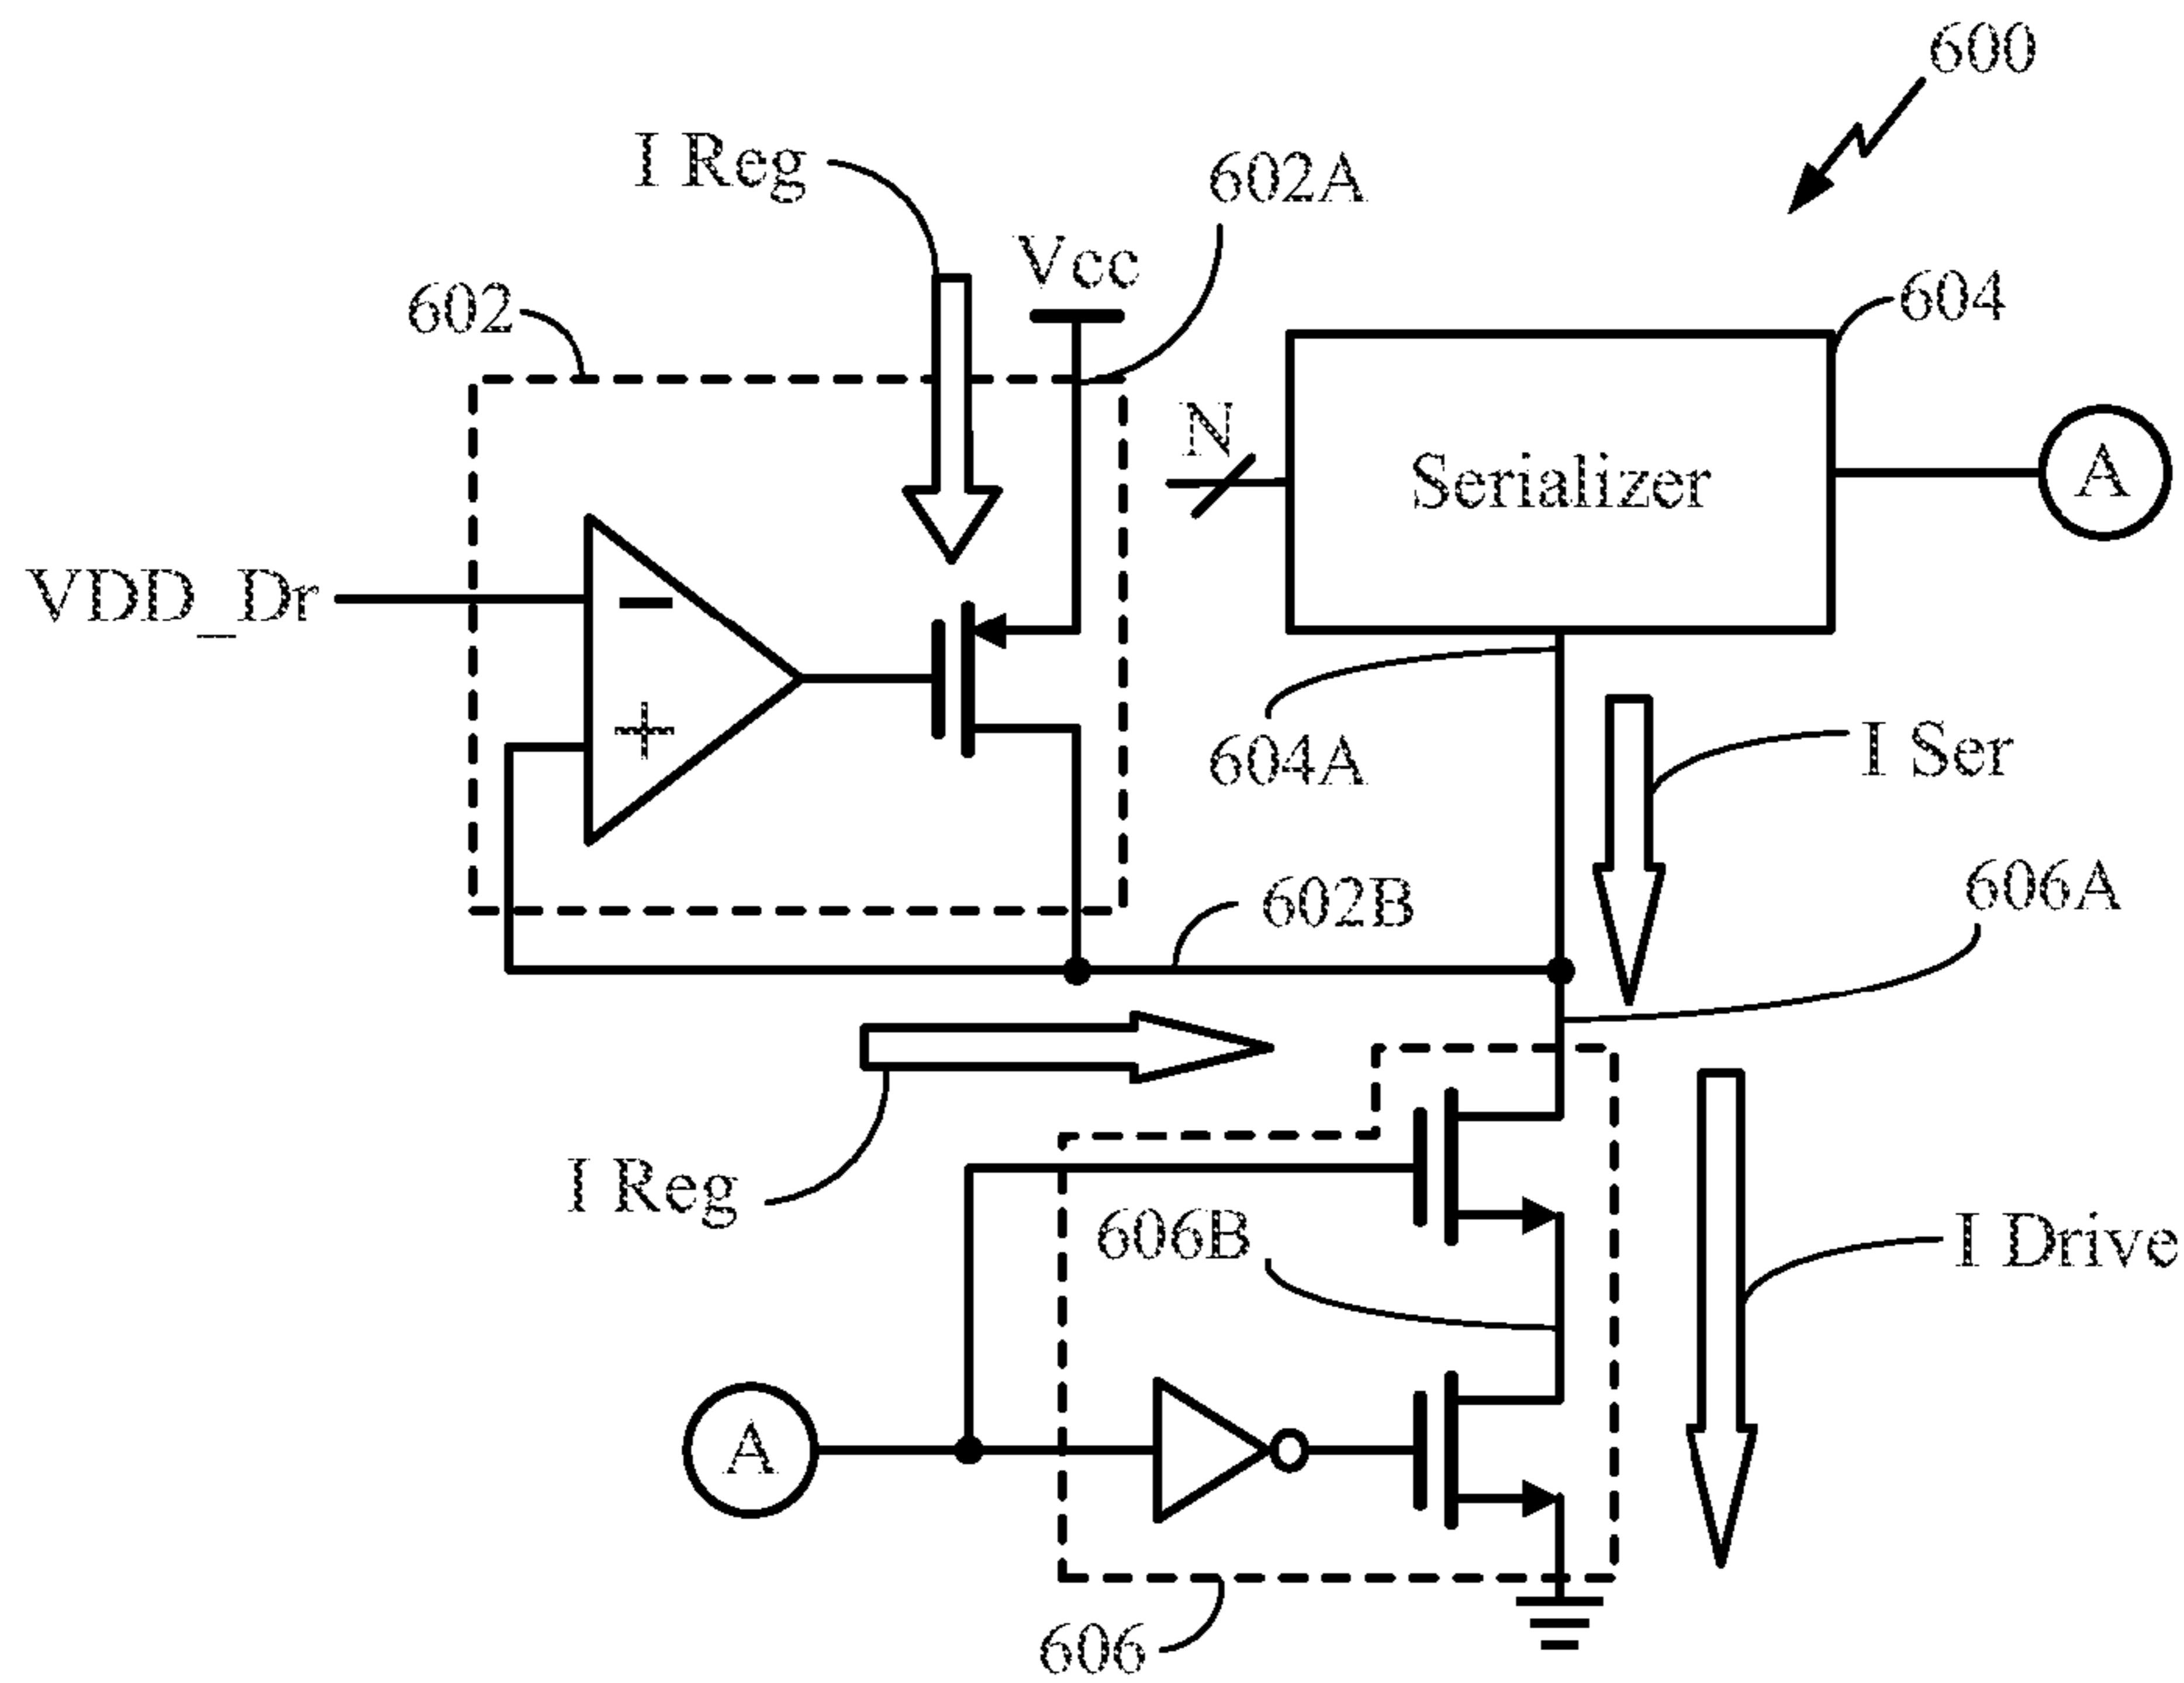 600
I Reg
602A
Vcc
602
604
N
Serializer
A
VDD_Dr
−
+
604A
I Ser
602B
606A
I Reg
606B
I Drive
A
606